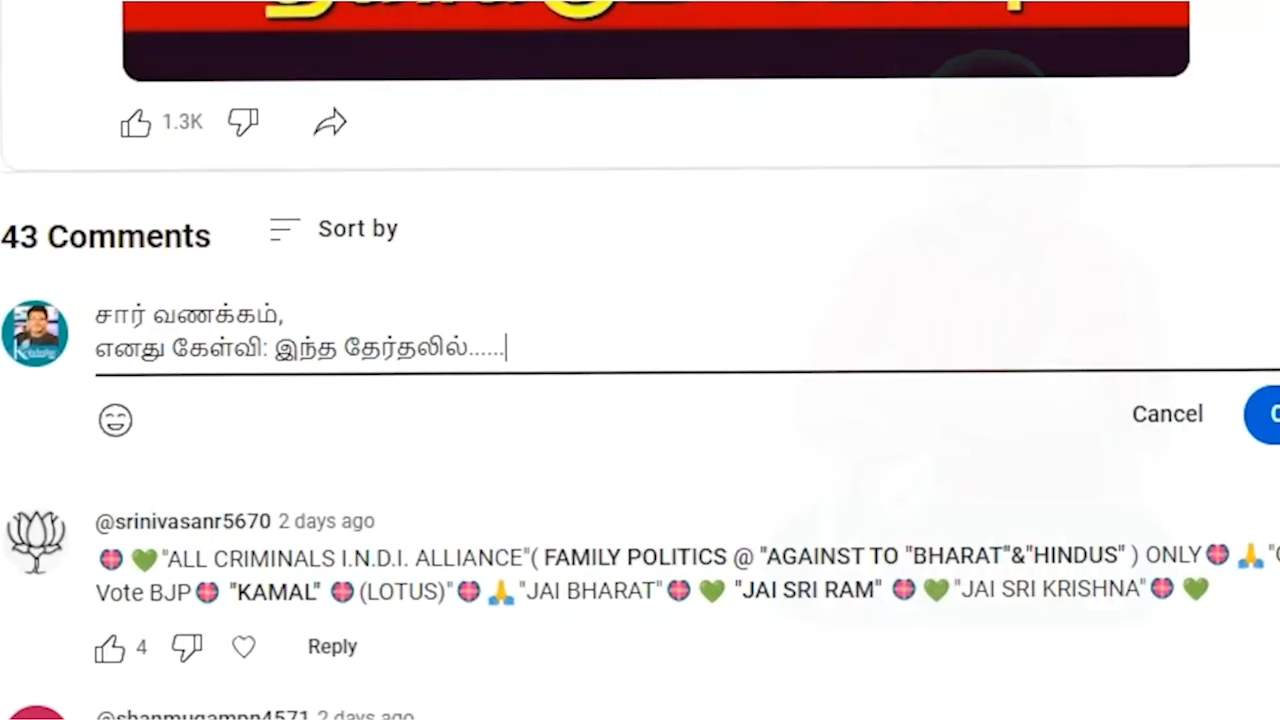 1.3K
43 Comments
Sort by
சார் வணக்கம்,
எனது கேள்வி: இந்த தேர்தலில்......
Cancel
@srinivasanr5670 2 days ago
"ALL CRIMINALS I.N.D.I. ALLIANCE"( FAMILY POLITICS @ "AGAINST TO "BHARAT"&"HINDUS" ) ONLY🙏"
Vote BJP "KAMAL" (LOTUS)"🙏"JAI BHARAT" 💚 "JAI SRI RAM" 💚"JAI SRI KRISHNA" 💚
4
Reply
@shanmugampn4571 2 days ago